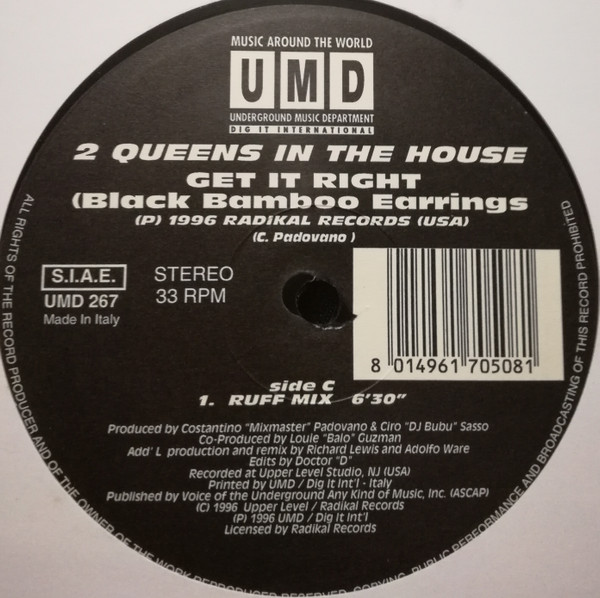 MUSIC AROUND THE WORLD
UMD
UNDERGROUND MUSIC DEPARTMENT
DIG IT INTERNATIONAL
2 QUEENS IN THE HOUSE
GET IT RIGHT
(Black Bamboo Earrings
(P) 1996 RADIKAL RECORDS (USA)
(C. Padovano )
S.I.A.E.
UMD 267
Made In Italy
STEREO
33 RPM
8 014961 705081
side C
1. RUFF MIX 6'30"
Produced by Costantino "Mixmaster" Padovano & Ciro "DJ Bubu" Sasso
Co-Produced by Louie "Balo" Guzman
Add' L production and remix by Richard Lewis and Adolfo Ware
Edits by Doctor "D"
Recorded at Upper Level Studio, NJ (USA)
Printed by UMD / Dig It Int'l - Italy
Published by Voice of the Underground Any Kind of Music, Inc. (ASCAP)
(C) 1996 Upper Level / Radikal Records
(P) 1996 UMD / Dig It Int'l
Licensed by Radikal Records
ALL RIGHTS OF THE RECORD PRODUCER AND OF THE OWNER OF THE WORK REPRODUCED RESERVED. COPYING, PUBLIC PERFORMANCE AND BROADCASTING OF THIS RECORD PROHIBITED